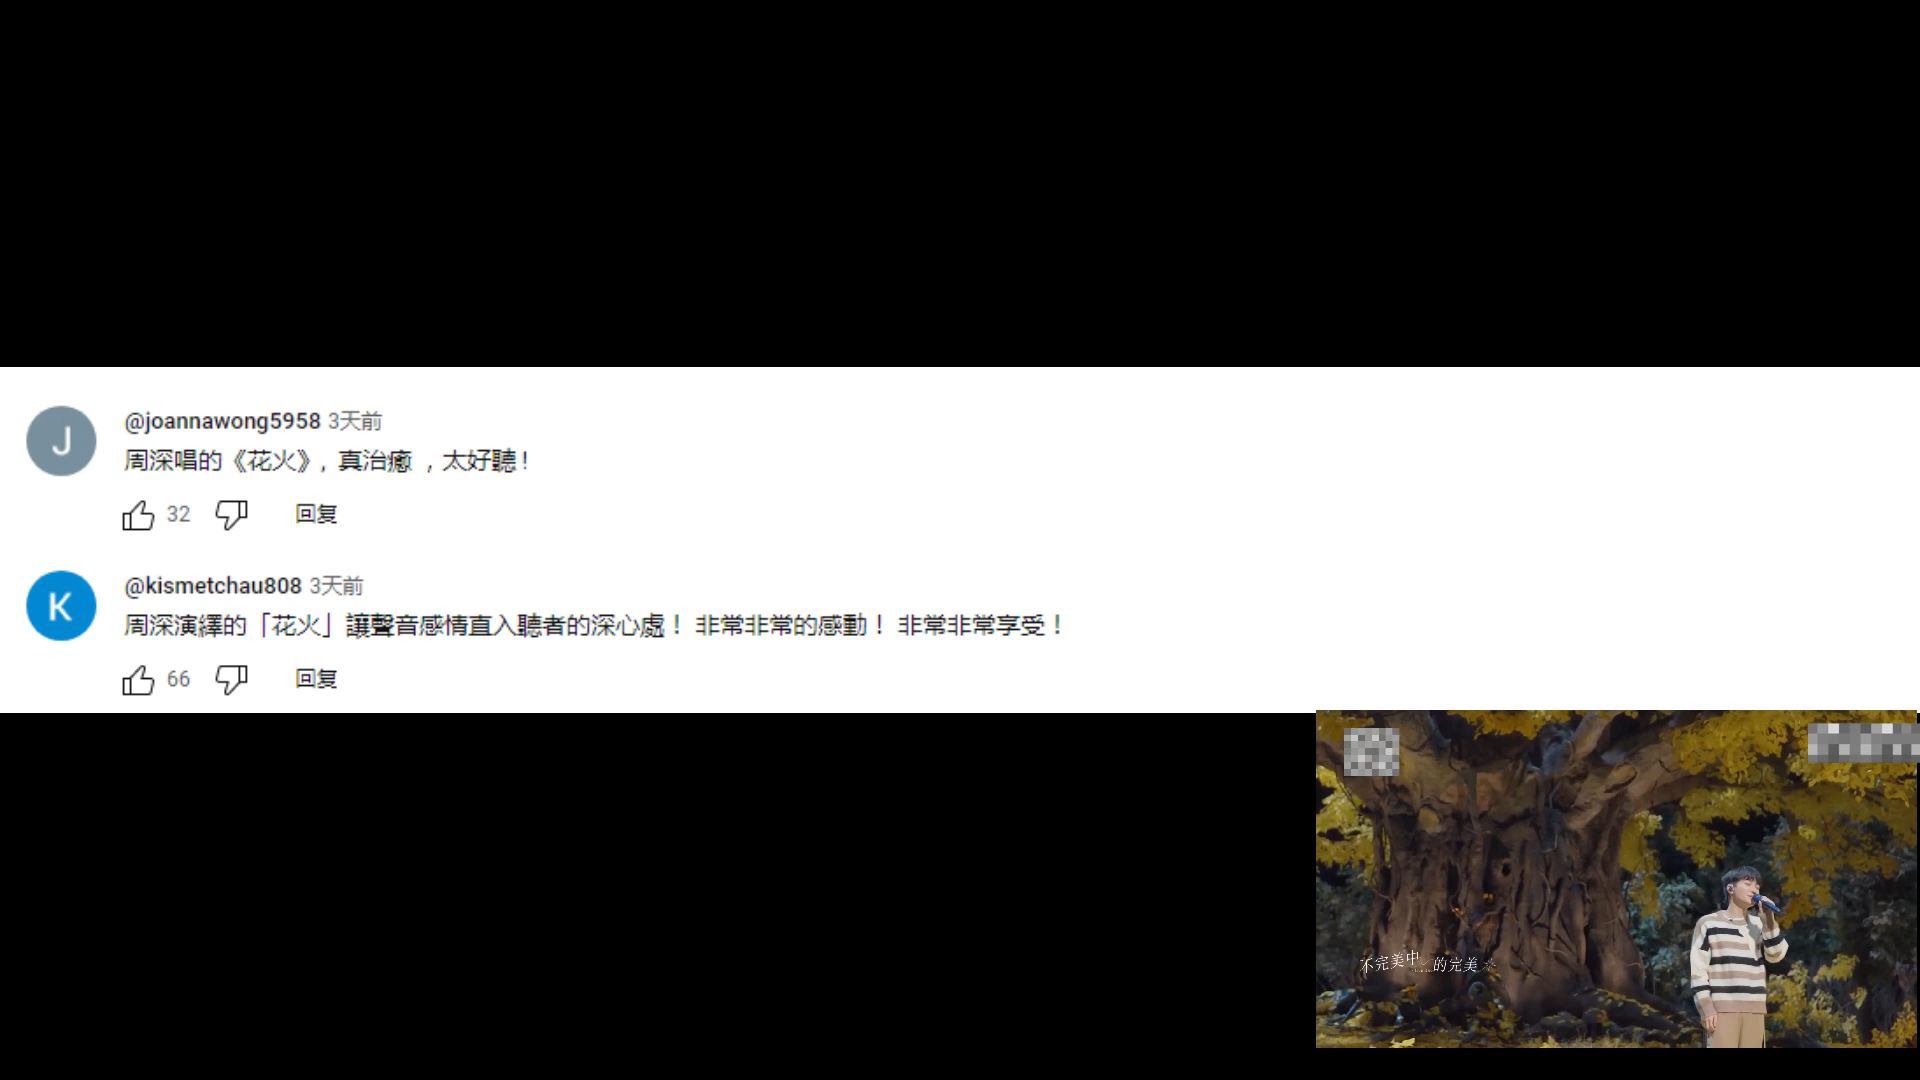 J
@joannawong5958 3天前
周深唱的《花火》, 真治癒 ，太好聽！
32
回复
K
@kismetchau808 3天前
周深演繹的「花火」讓聲音感情直入聽者的深心處！ 非常非常的感動！ 非常非常享受！
66
回复
不完美中 的完美